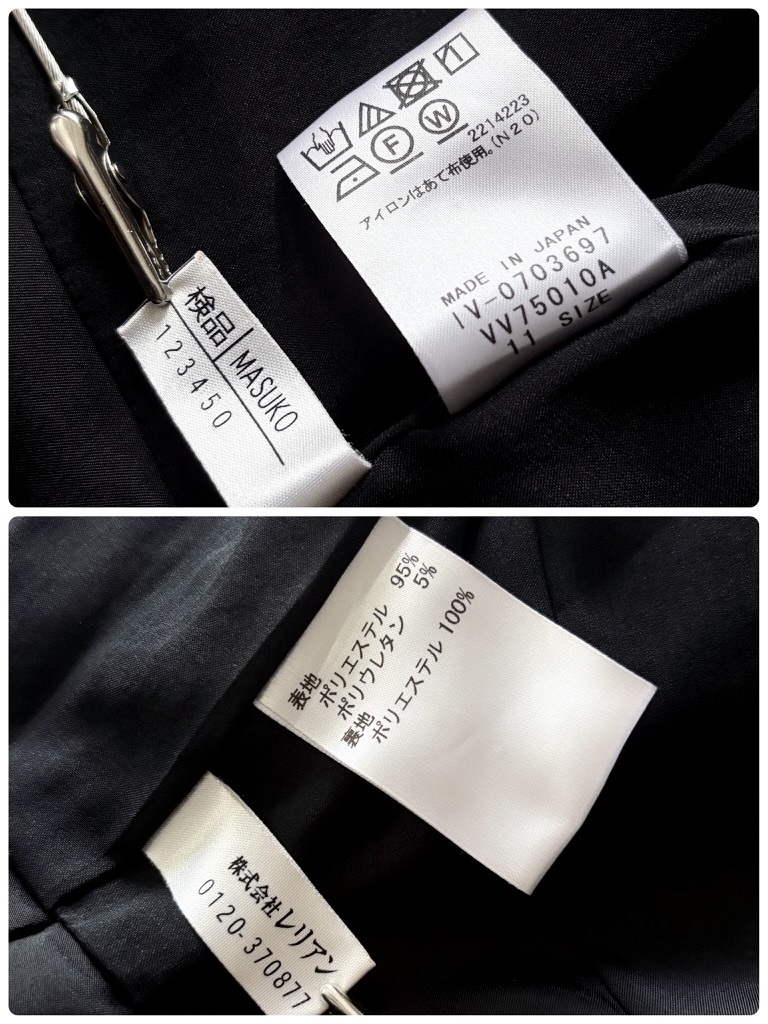 F W
2214223
アイロンはあて布使用。(N20)
MADE IN JAPAN
IV-0703697
VV75010A
11 SIZE
検品 MASUKO
123450
表地
ポリエステル 95%
ポリウレタン 5%
裏地
ポリエステル 100%
株式会社レリアン
0120-370877